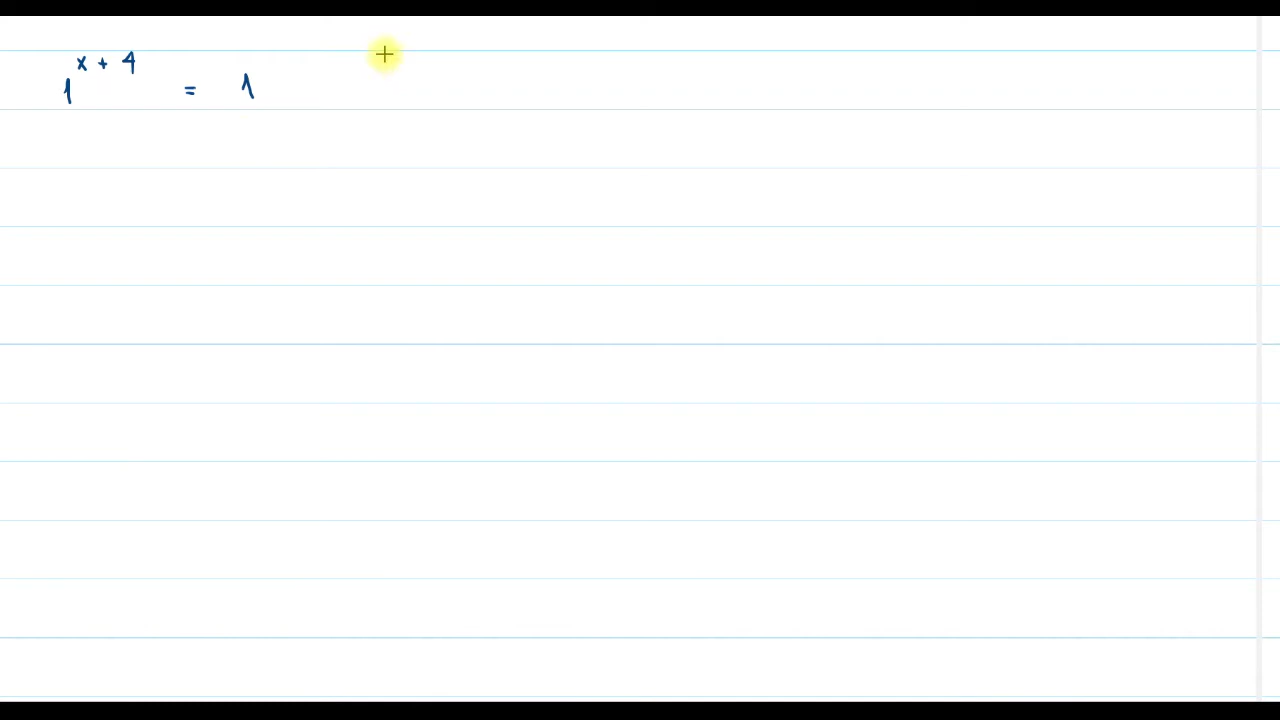 1^{x + 4} = 1